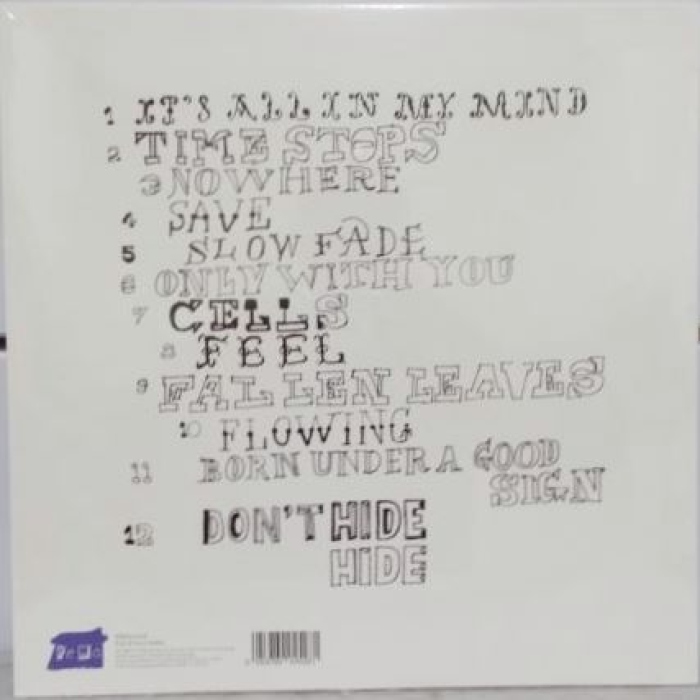 1 IT'S ALL IN MY MIND
2 TIME STOPS
3 NOWHERE
4 SAVE
5 SLOW FADE
6 ONLY WITH YOU
7 CELLS
8 FEEL
9 FALLEN LEAVES
10 FLOWING
11 BORN UNDER A GOOD
SIGN
12 DON'T HIDE
HIDE